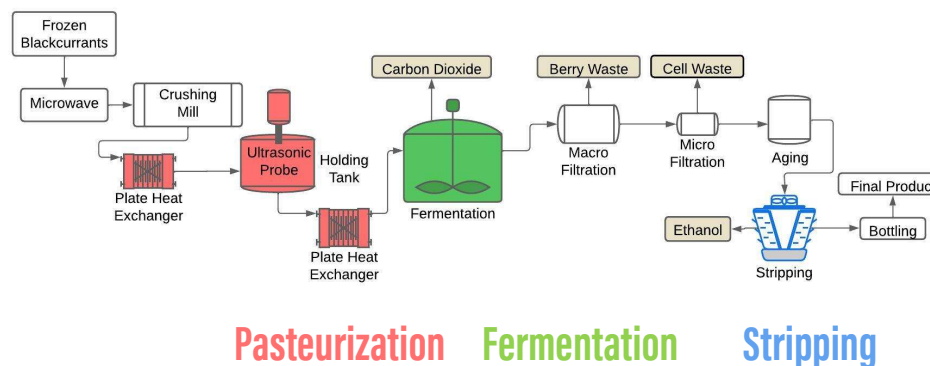 Frozen
Blackcurrants
Microwave
Crushing
Mill
Plate Heat
Exchanger
Ultrasonic
Probe
Holding
Tank
Plate Heat
Exchanger
Carbon Dioxide
Fermentation
Berry Waste
Macro
Filtration
Cell Waste
Micro
Filtration
Aging
Ethanol
Stripping
Bottling
Final Produc
Pasteurization Fermentation Stripping